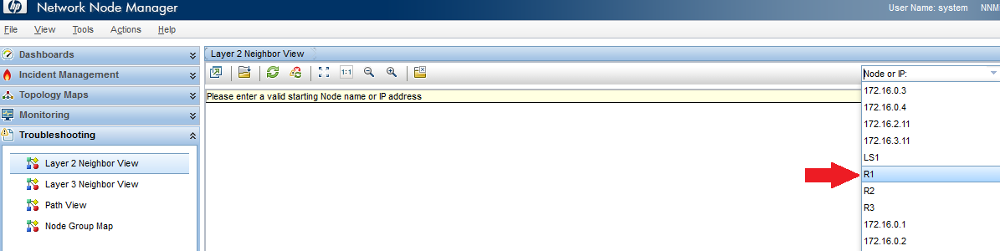 hp Network Node Manager User Name: system NNM
File View Tools Actions Help
Dashboards
Incident Management
Topology Maps
Monitoring
Troubleshooting
Layer 2 Neighbor View
Layer 3 Neighbor View
Path View
Node Group Map
Layer 2 Neighbor View
1:1
Node or IP:
Please enter a valid starting Node name or IP address
172.16.0.3
172.16.0.4
172.16.2.11
172.16.3.11
LS1
R1
R2
R3
172.16.0.1
172.16.0.2